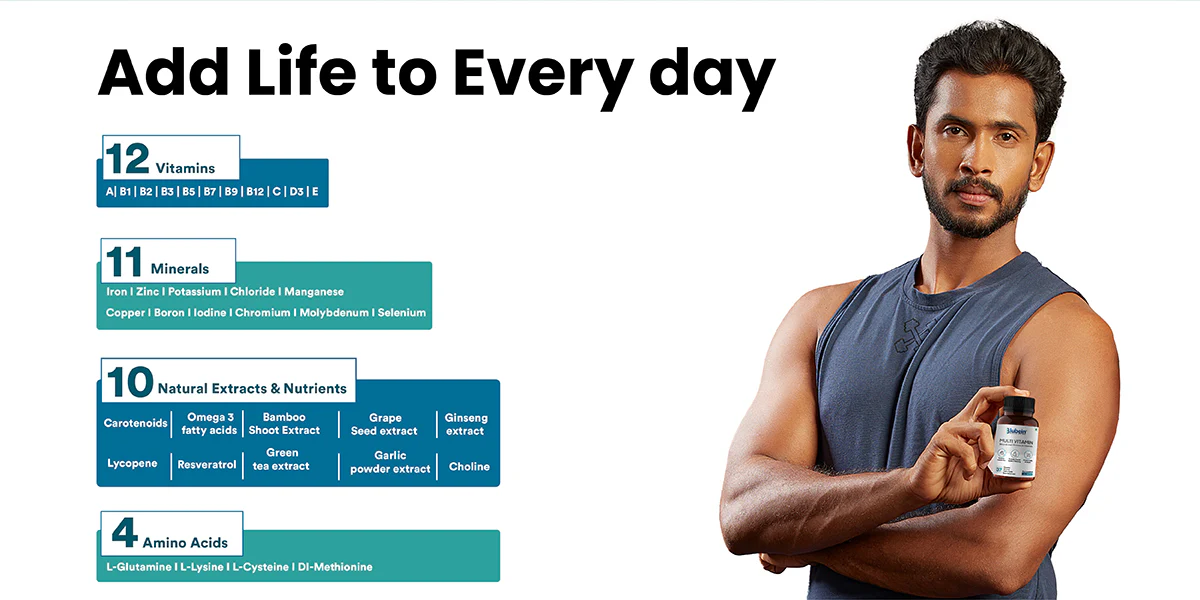 Add Life to Every day
12 Vitamins
A| B1 | B2 | B3 | B5 | B7 | B9 | B12 | C | D3 | E
11 Minerals
Iron I Zinc I Potassium I Chloride I Manganese
Copper I Boron I Iodine I Chromium I Molybdenum I Selenium
10 Natural Extracts & Nutrients
Carotenoids | Omega 3 fatty acids | Bamboo Shoot Extract | Grape Seed extract | Ginseng extract
Lycopene | Resveratrol | Green tea extract | Garlic powder extract | Choline
4 Amino Acids
L-Glutamine I L-Lysine I L-Cysteine I Dl-Methionine
MULTI VITAMIN